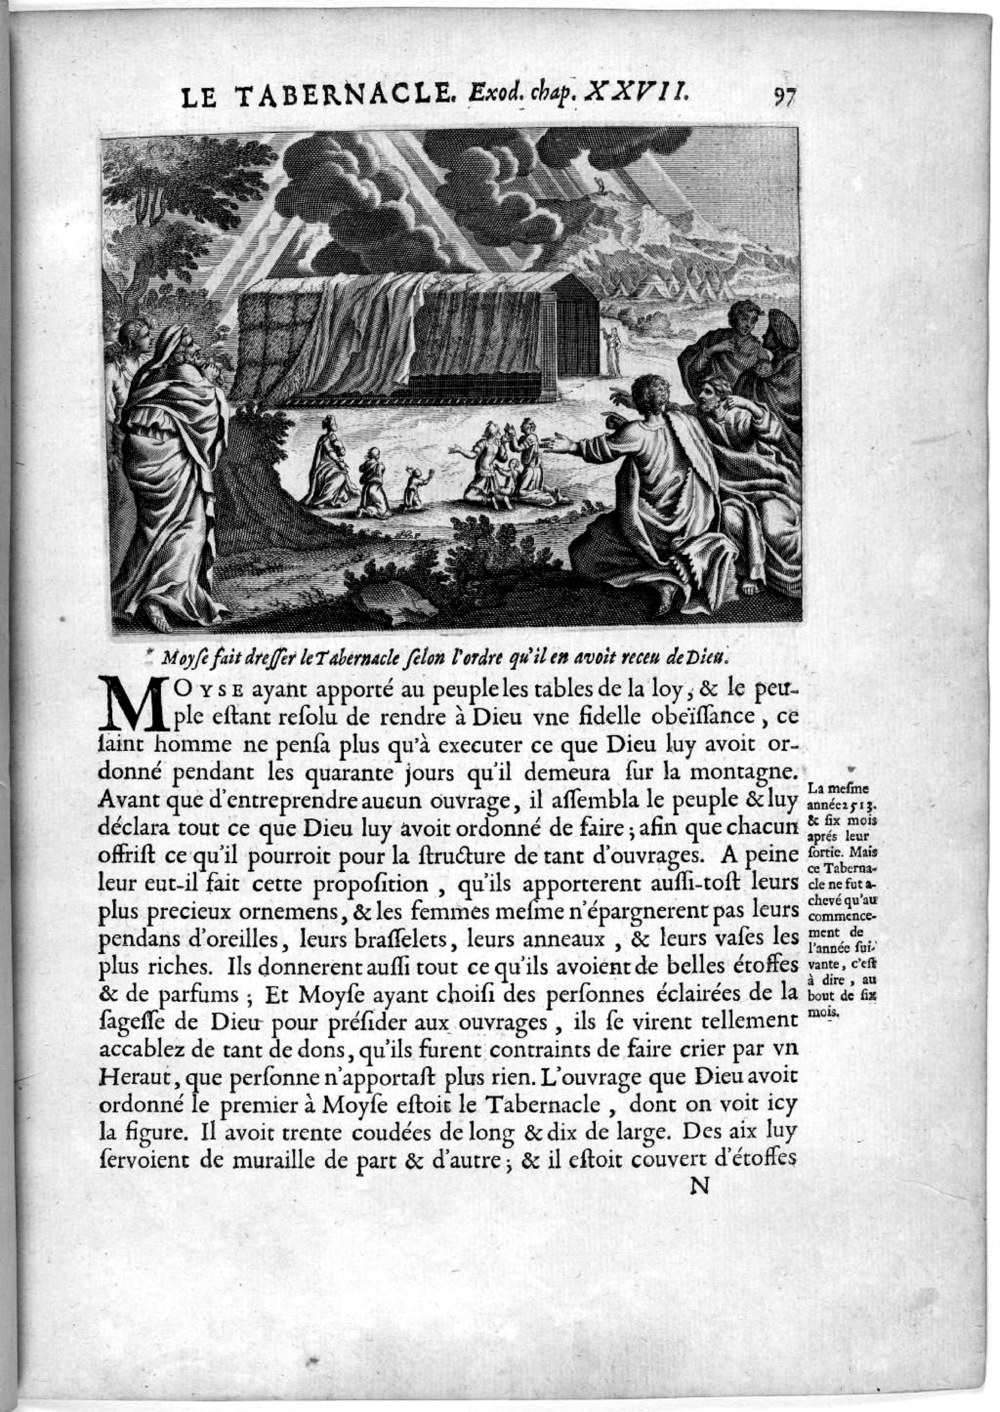 LE TABERNACLE. Exod. chap. XXVII. 97
Moyſe fait dreſſer le Tabernacle ſelon l'ordre qu'il en avoit receu de Dieu.
MOYSE ayant apporté au peuple les tables de la loy, & le peu-
ple eſtant reſolu de rendre à Dieu vne fidelle obeïſſance, ce
ſaint homme ne penſa plus qu'à executer ce que Dieu luy avoit or-
donné pendant les quarante jours qu'il demeura ſur la montagne.
Avant que d'entreprendre aucun ouvrage, il aſſembla le peuple & luy
déclara tout ce que Dieu luy avoit ordonné de faire; afin que chacun
offriſt ce qu'il pourroit pour la ſtructure de tant d'ouvrages. A peine
leur eut-il fait cette propoſition, qu'ils apporterent auſſi-toſt leurs
plus precieux ornemens, & les femmes meſme n'épargnerent pas leurs
pendans d'oreilles, leurs braſſelets, leurs anneaux, & leurs vaſes les
plus riches. Ils donnerent auſſi tout ce qu'ils avoient de belles étoffes
& de parfums; Et Moyſe ayant choiſi des perſonnes éclairées de la
ſageſſe de Dieu pour préſider aux ouvrages, ils ſe virent tellement
accablez de tant de dons, qu'ils furent contraints de faire crier par vn
Heraut, que perſonne n'apportaſt plus rien. L'ouvrage que Dieu avoit
ordonné le premier à Moyſe eſtoit le Tabernacle, dont on voit icy
la figure. Il avoit trente coudées de long & dix de large. Des aix luy
ſervoient de muraille de part & d'autre; & il eſtoit couvert d'étoffes
N
La meſme
année 2513.
& ſix mois
aprés leur
ſortie. Mais
ce Taberna-
cle ne fut a-
chevé qu'au
commence-
ment de
l'année ſui-
vante, c'eſt
à dire, au
bout de ſix
mois.